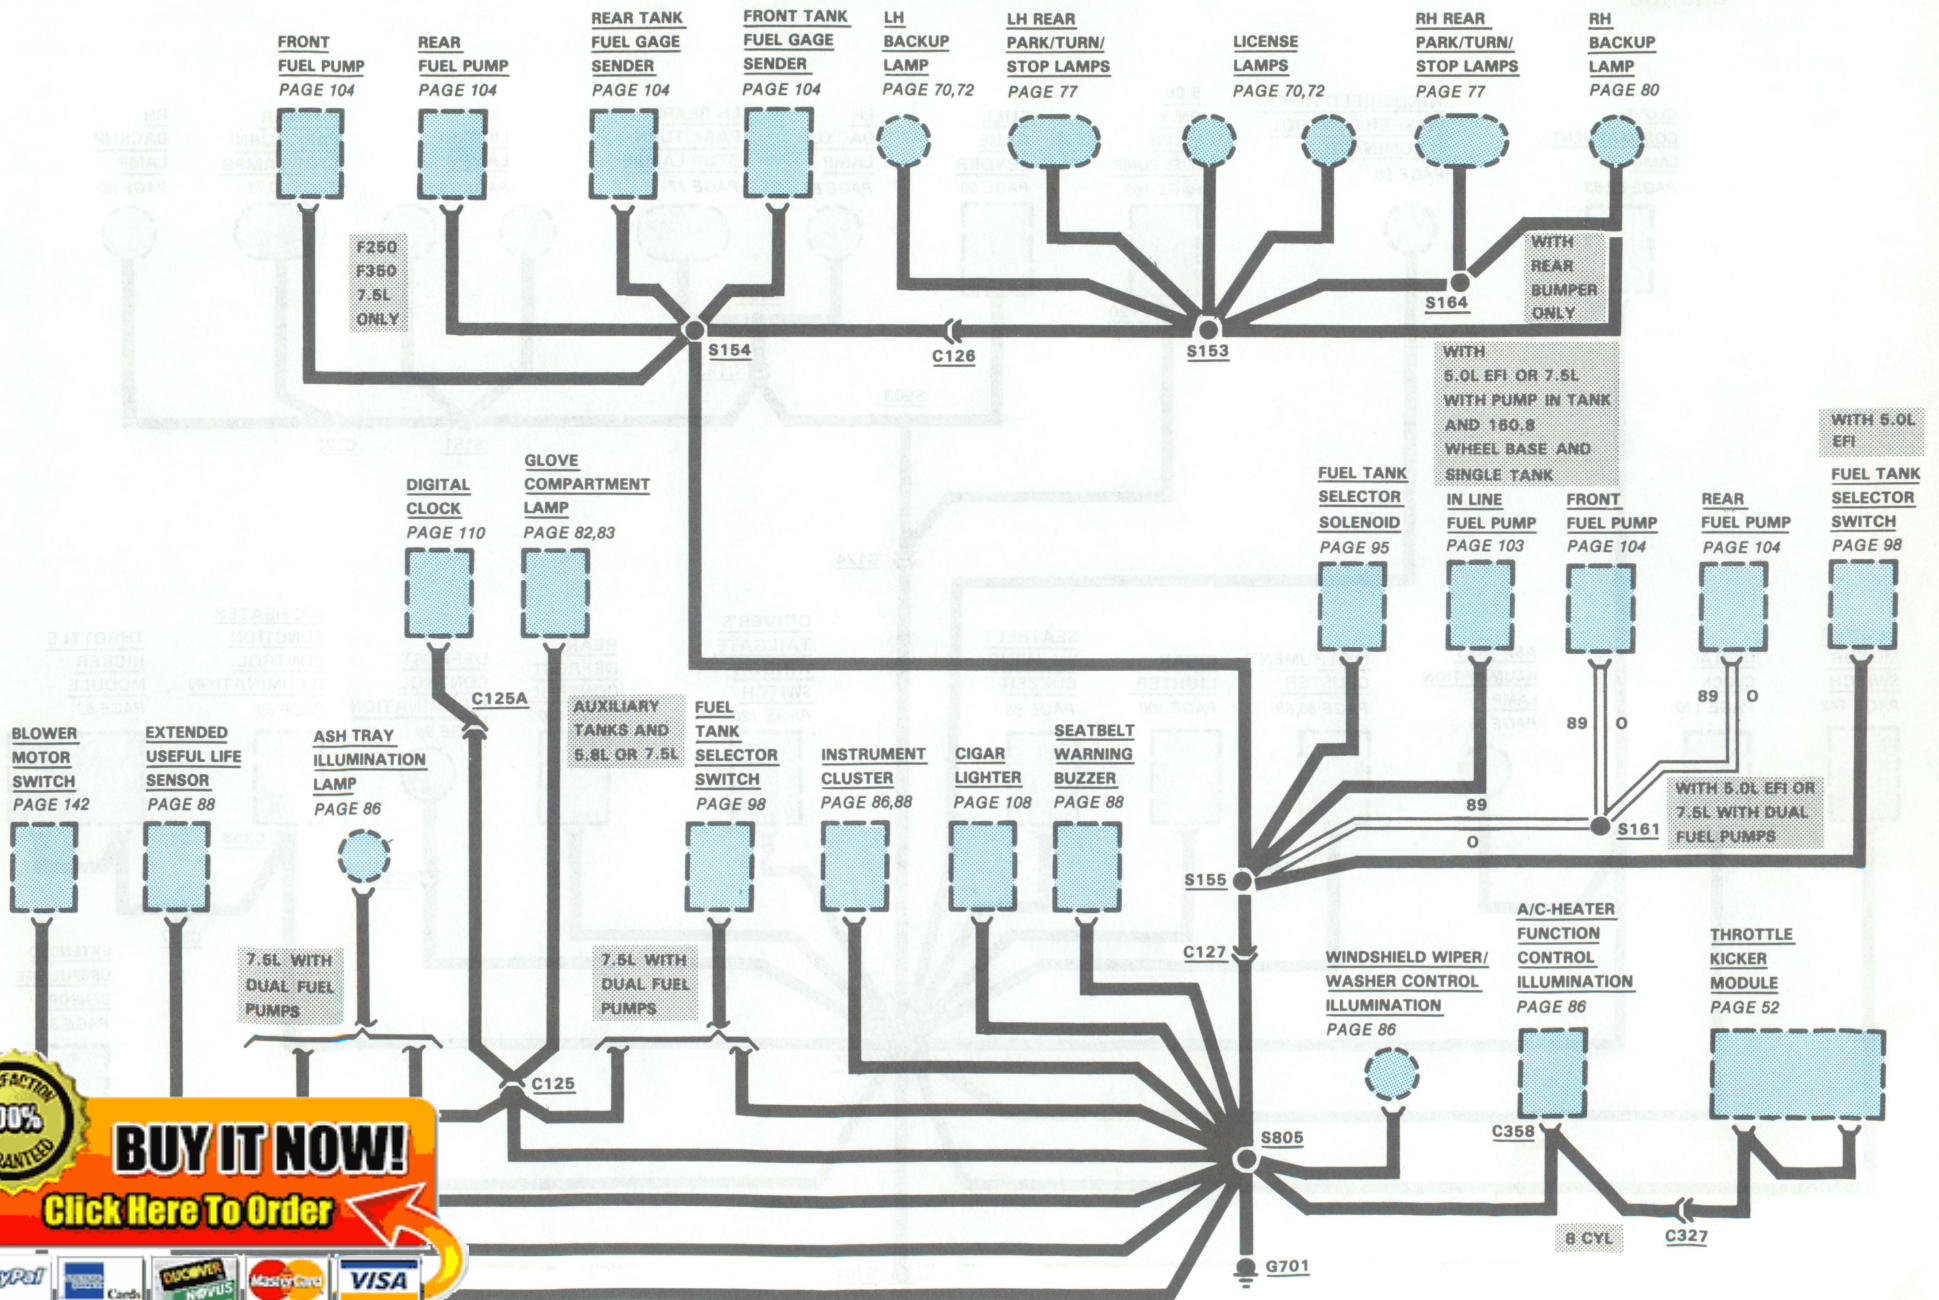 FRONT
FUEL PUMP
PAGE 104
REAR
FUEL PUMP
PAGE 104
REAR TANK
FUEL GAGE
SENDER
PAGE 104
FRONT TANK
FUEL GAGE
SENDER
PAGE 104
LH
BACKUP
LAMP
PAGE 70,72
LH REAR
PARK/TURN/
STOP LAMPS
PAGE 77
LICENSE
LAMPS
PAGE 70,72
RH REAR
PARK/TURN/
STOP LAMPS
PAGE 77
RH
BACKUP
LAMP
PAGE 80
F250
F350
7.5L
ONLY
WITH
REAR
BUMPER
ONLY
S164
S154
C126
S153
WITH
5.0L EFI OR 7.5L
WITH PUMP IN TANK
AND 160.8
WHEEL BASE AND
SINGLE TANK
WITH 5.0L
EFI
DIGITAL
CLOCK
PAGE 110
GLOVE
COMPARTMENT
LAMP
PAGE 82,83
FUEL TANK
SELECTOR
SOLENOID
PAGE 95
IN LINE
FUEL PUMP
PAGE 103
FRONT
FUEL PUMP
PAGE 104
REAR
FUEL PUMP
PAGE 104
FUEL TANK
SELECTOR
SWITCH
PAGE 98
C125A
AUXILIARY
TANKS AND
5.8L OR 7.5L
89 O
89 O
BLOWER
MOTOR
SWITCH
PAGE 142
EXTENDED
USEFUL LIFE
SENSOR
PAGE 88
ASH TRAY
ILLUMINATION
LAMP
PAGE 86
FUEL
TANK
SELECTOR
SWITCH
PAGE 98
INSTRUMENT
CLUSTER
PAGE 86,88
CIGAR
LIGHTER
PAGE 108
SEATBELT
WARNING
BUZZER
PAGE 88
89
O
S161
WITH 5.0L EFI OR
7.5L WITH DUAL
FUEL PUMPS
S155
C127
7.5L WITH
DUAL FUEL
PUMPS
7.5L WITH
DUAL FUEL
PUMPS
WINDSHIELD WIPER/
WASHER CONTROL
ILLUMINATION
PAGE 86
A/C-HEATER
FUNCTION
CONTROL
ILLUMINATION
PAGE 86
THROTTLE
KICKER
MODULE
PAGE 52
C125
S805
C358
8 CYL
C327
G701
BUY IT NOW!
Click Here To Order
DISCOVER
NOVUS
MasterCard
VISA
Cards